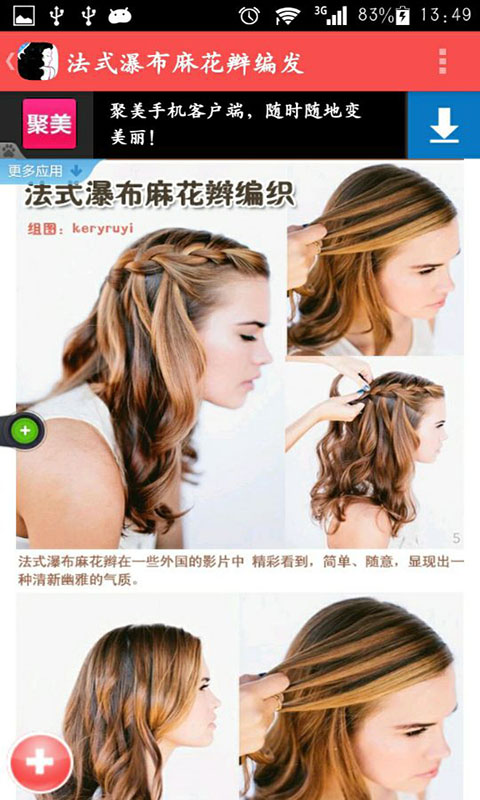 3G 83% 13:49
法式瀑布麻花辫编发
聚美
聚美手机客户端，随时随地变
美丽！
更多应用
法式瀑布麻花辫编织
组图：keryruyi
5
法式瀑布麻花辫在一些外国的影片中 精彩看到，简单、随意，显现出一
种清新幽雅的气质。